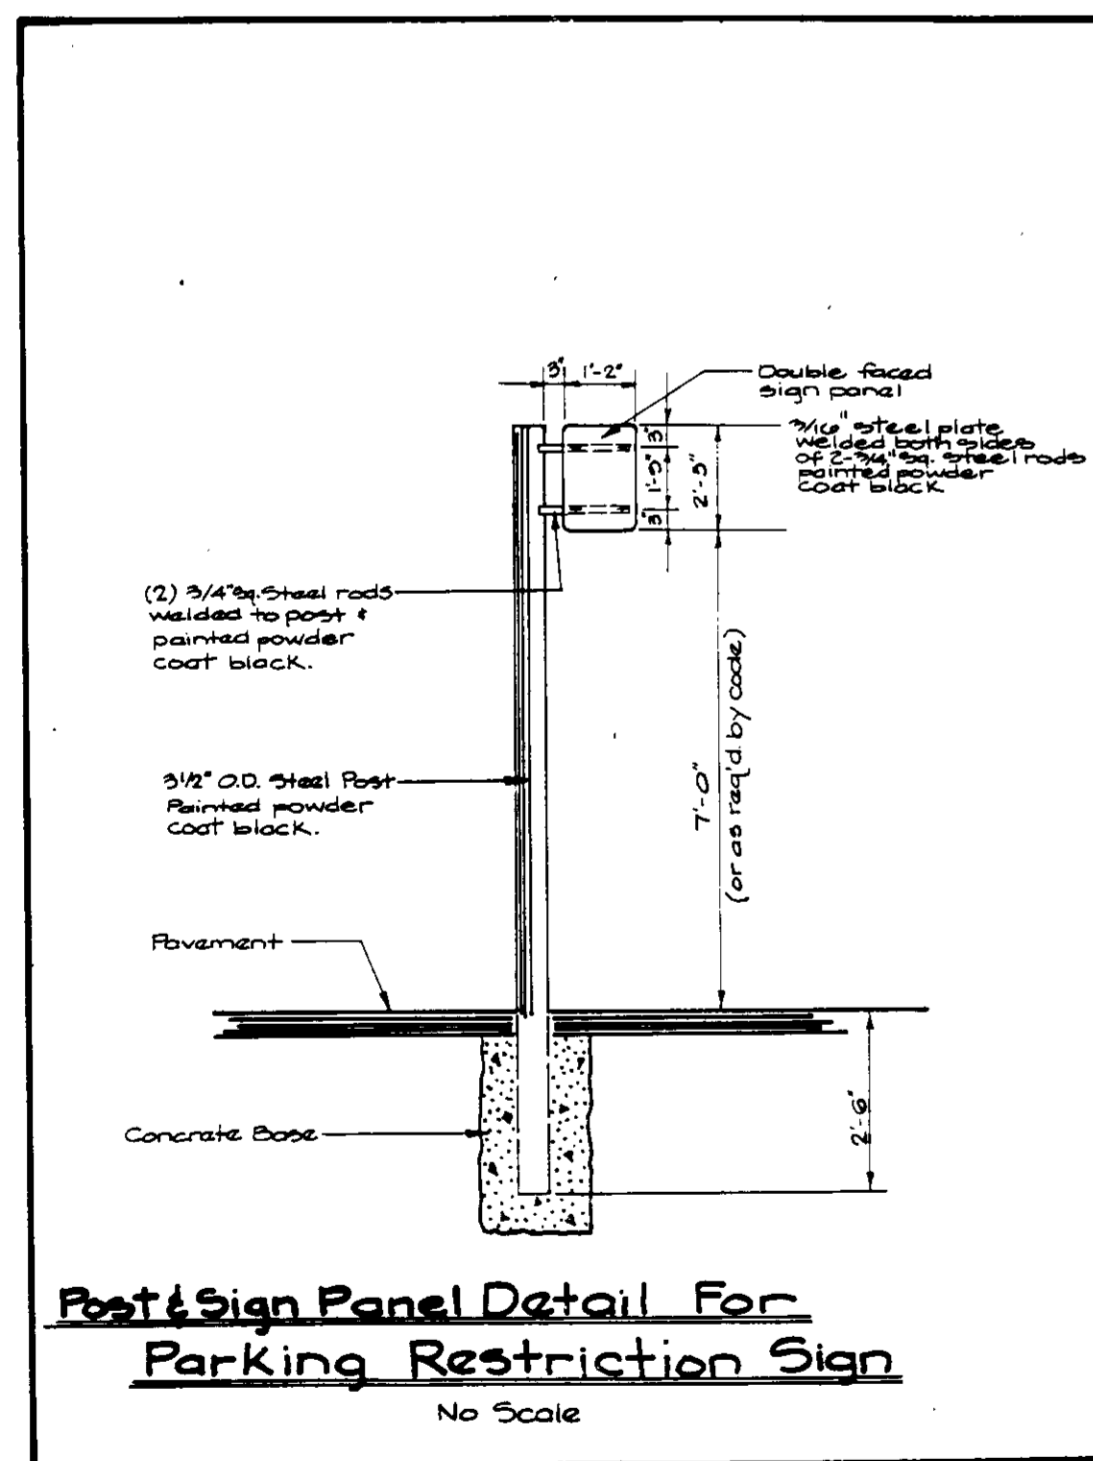 3" 1'-2"
Double faced
sign panel
3/16" steel plate
welded both sides
of 2-3/4" sq. steel rods
painted powder
coat black
3"
1'-9"
3"
2'-3"
(2) 3/4" sq. Steel rods
welded to post &
painted powder
coat black.
7'-0"
(or as req'd. by code)
3 1/2" O.D. Steel Post
Painted powder
coat black.
Pavement
Concrete Base
2'-6"
Post & Sign Panel Detail For
Parking Restriction Sign
No Scale